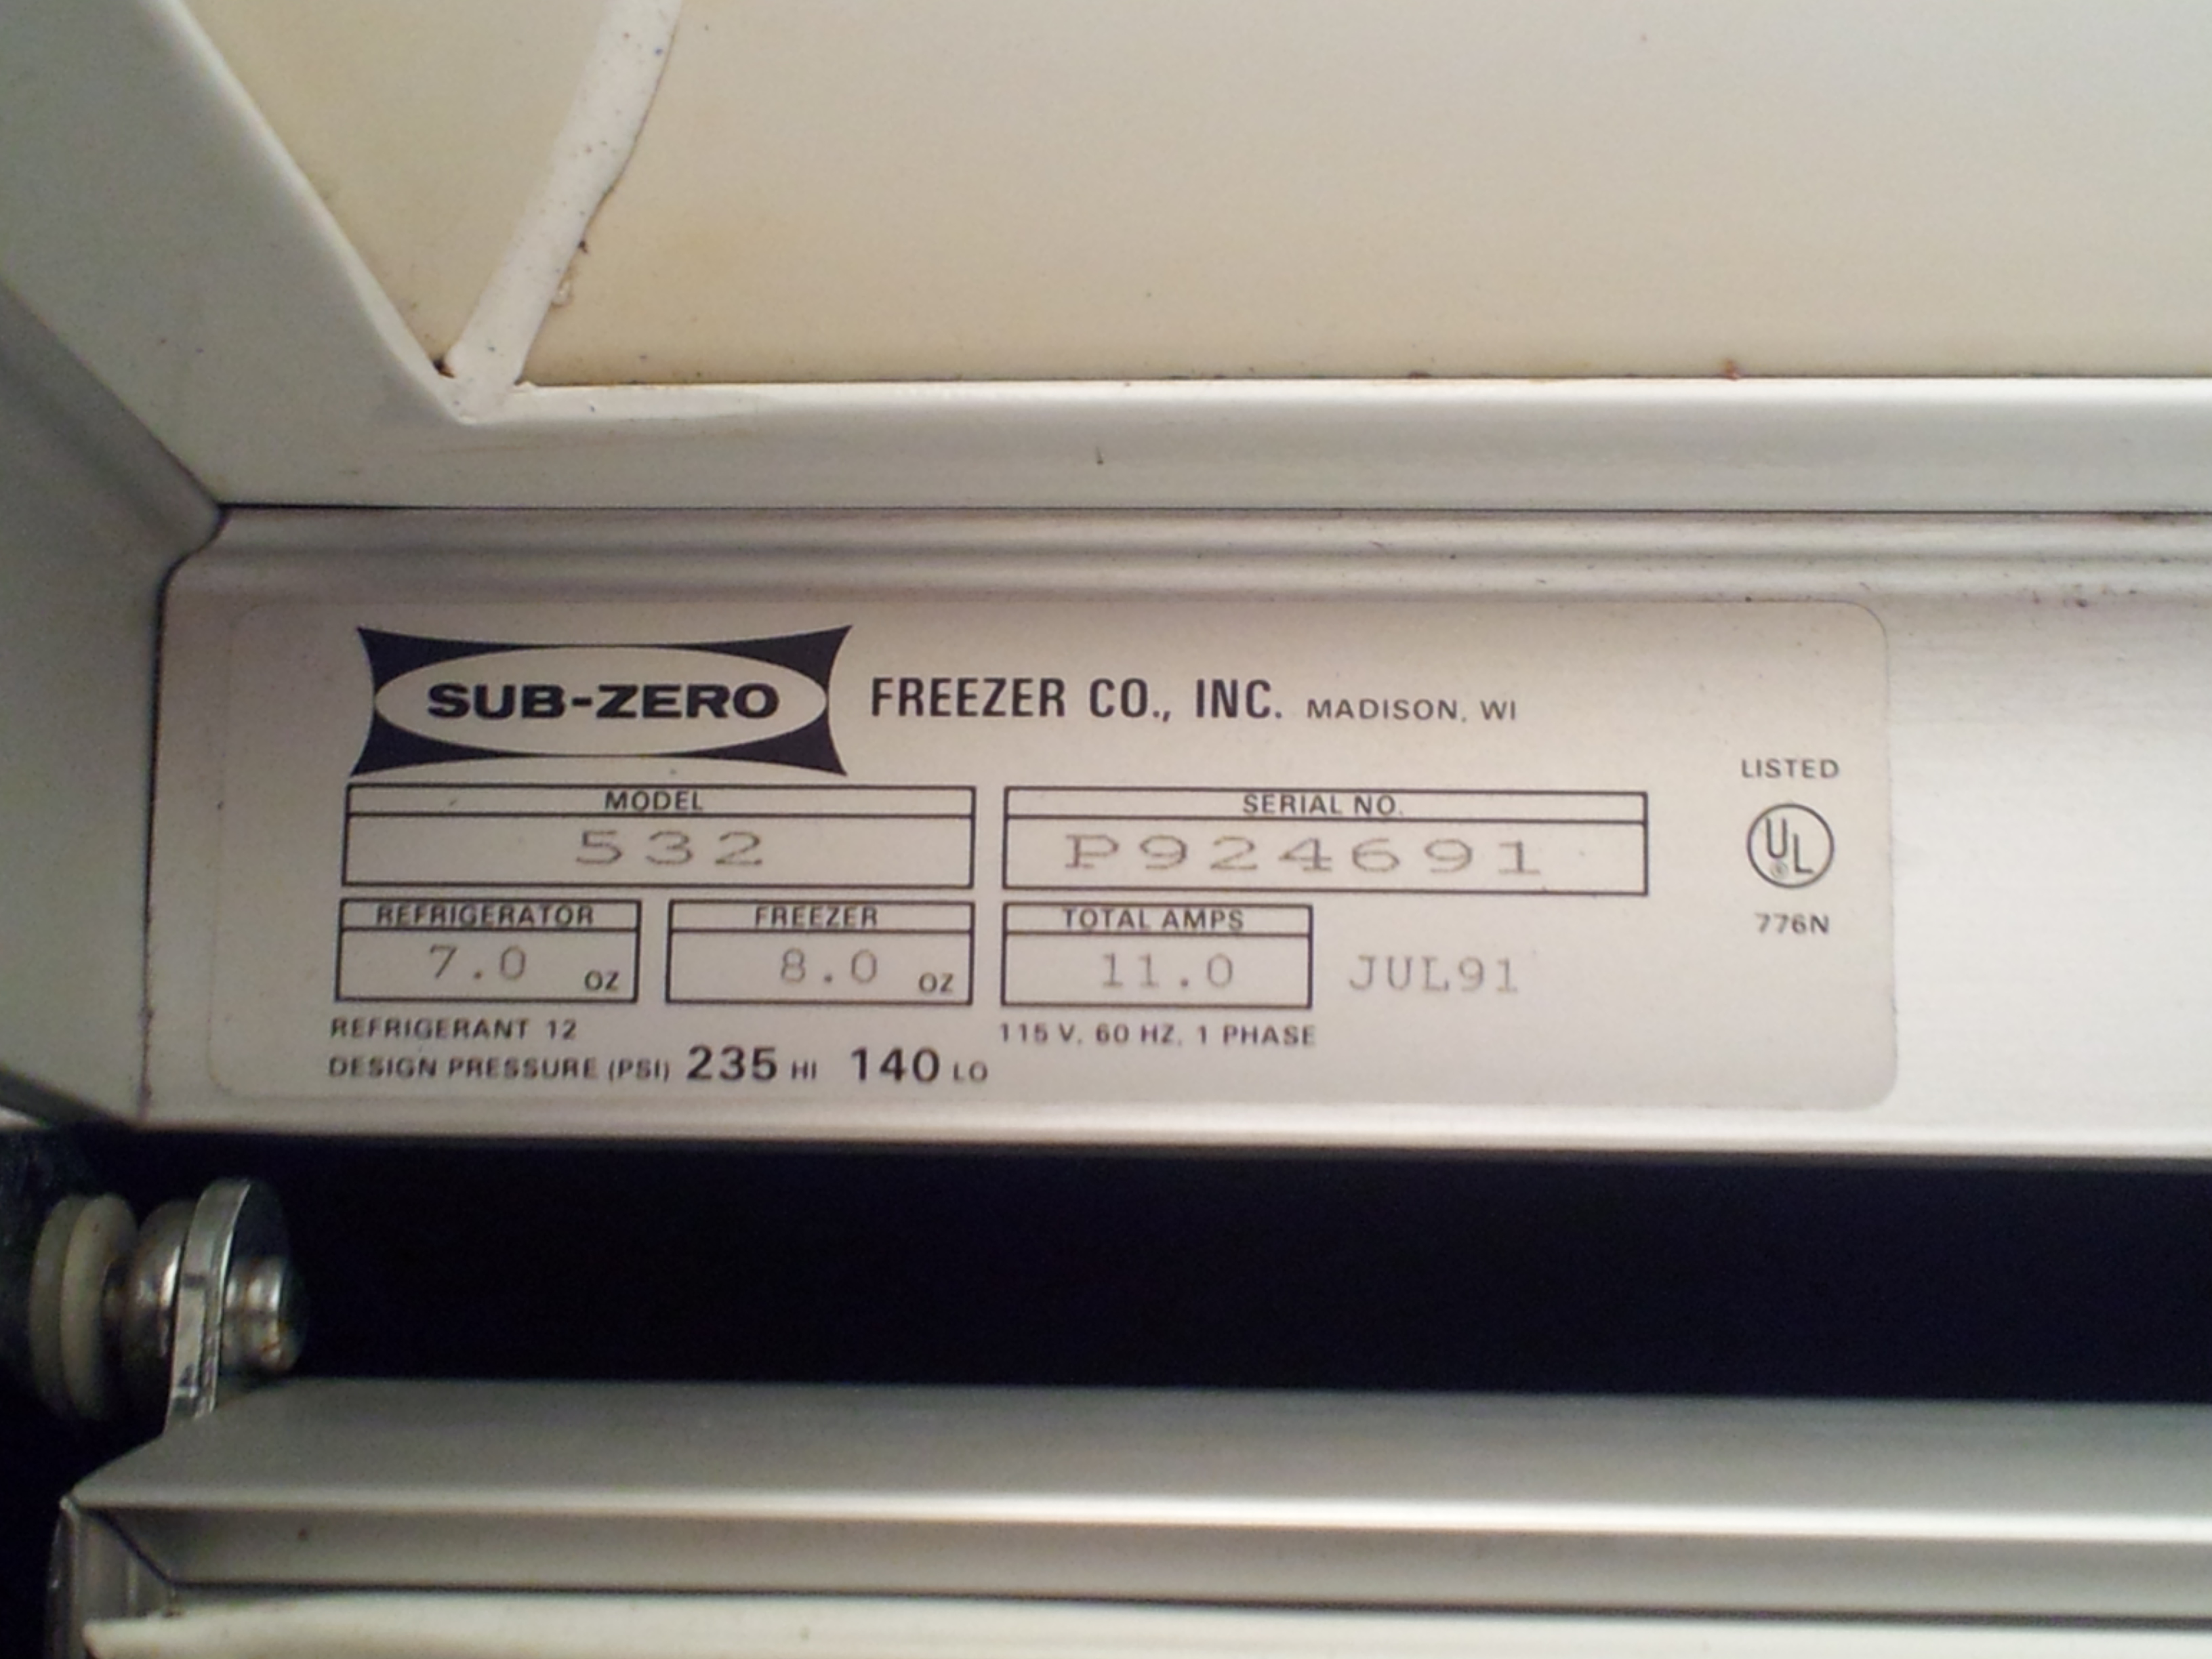 SUB-ZERO FREEZER CO., INC. MADISON, WI
LISTED
MODEL
532
SERIAL NO.
P924691
UL
®
776N
REFRIGERATOR
7.0 OZ
FREEZER
8.0 OZ
TOTAL AMPS
11.0
JUL91
REFRIGERANT 12
115 V, 60 HZ, 1 PHASE
DESIGN PRESSURE (PSI) 235 HI 140 LO